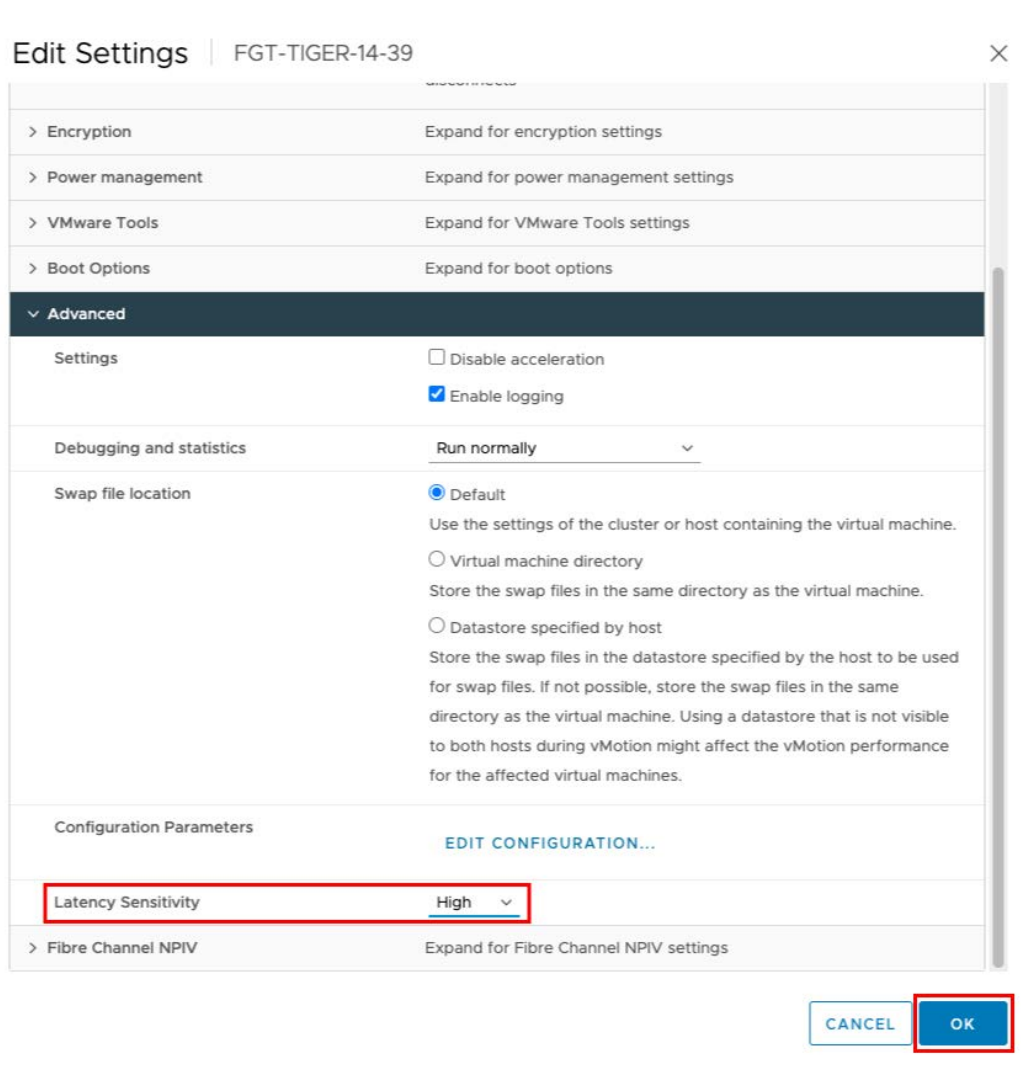 Edit Settings FGT-TIGER-14-39
disconnects
Encryption Expand for encryption settings
Power management Expand for power management settings
VMware Tools Expand for VMware Tools settings
Boot Options Expand for boot options
Advanced
Settings Disable acceleration
Enable logging
Debugging and statistics Run normally
Swap file location Default
Use the settings of the cluster or host containing the virtual machine.
Virtual machine directory
Store the swap files in the same directory as the virtual machine.
Datastore specified by host
Store the swap files in the datastore specified by the host to be used
for swap files. If not possible, store the swap files in the same
directory as the virtual machine. Using a datastore that is not visible
to both hosts during vMotion might affect the vMotion performance
for the affected virtual machines.
Configuration Parameters EDIT CONFIGURATION...
Latency Sensitivity High
Fibre Channel NPIV Expand for Fibre Channel NPIV settings
CANCEL OK